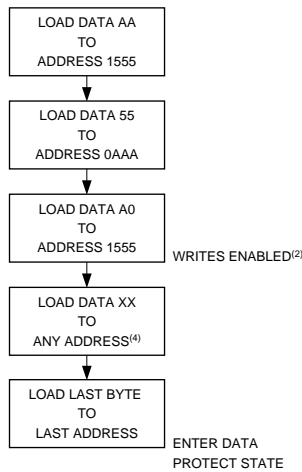 LOAD DATA AA
TO
ADDRESS 1555
LOAD DATA 55
TO
ADDRESS 0AAA
LOAD DATA A0
TO
ADDRESS 1555
WRITES ENABLED(2)
LOAD DATA XX
TO
ANY ADDRESS(4)
LOAD LAST BYTE
TO
LAST ADDRESS
ENTER DATA
PROTECT STATE